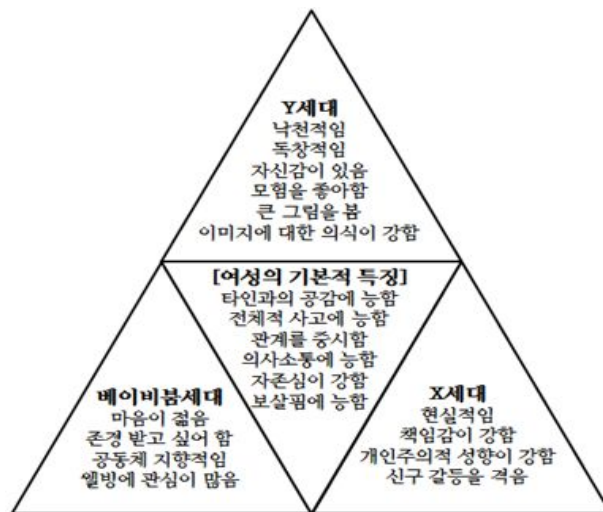 Y세대
낙천적임
독창적임
자신감이 있음
모험을 좋아함
큰 그림을 봄
이미지에 대한 의식이 강함
[여성의 기본적 특징]
타인과의 공감에 능함
전체적 사고에 능함
관계를 중시함
의사소통에 능함
자존심이 강함
보살핌에 능함
베이비붐세대
마음이 젊음
존경 받고 싶어 함
공동체 지향적임
웰빙에 관심이 많음
X세대
현실적임
책임감이 강함
개인주의적 성향이 강함
신구 갈등을 겪음